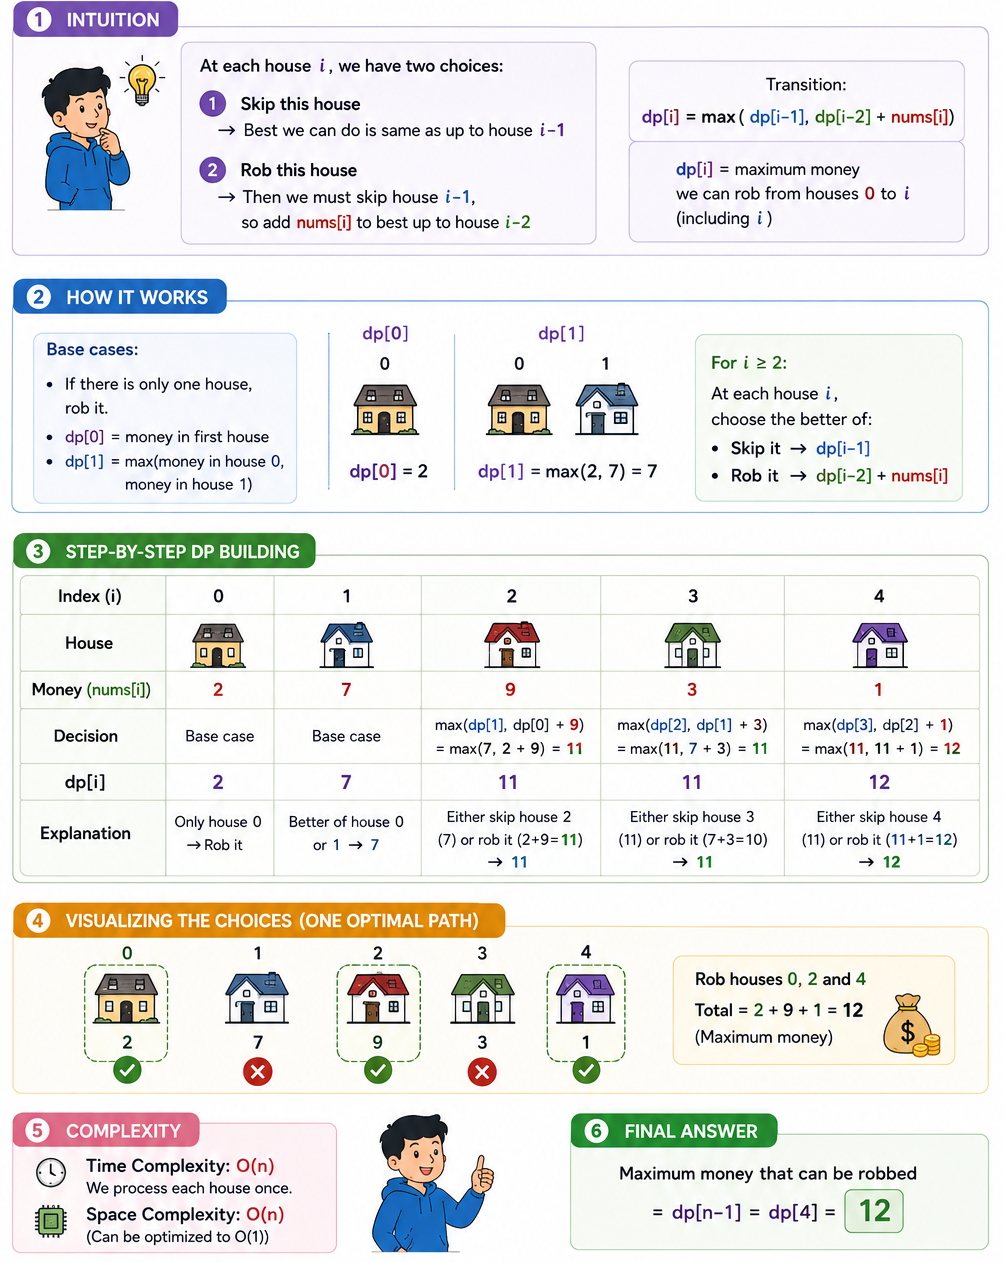 1 INTUITION
At each house i, we have two choices:
1 Skip this house
→ Best we can do is same as up to house i-1
2 Rob this house
→ Then we must skip house i-1,
so add nums[i] to best up to house i-2
Transition:
dp[i] = max( dp[i-1], dp[i-2] + nums[i])
dp[i] = maximum money
we can rob from houses 0 to i
(including i)
2 HOW IT WORKS
Base cases:
• If there is only one house,
rob it.
• dp[0] = money in first house
• dp[1] = max(money in house 0,
money in house 1)
dp[0]
0
dp[0] = 2
dp[1]
0 1
dp[1] = max(2, 7) = 7
For i ≥ 2:
At each house i,
choose the better of:
• Skip it → dp[i-1]
• Rob it → dp[i-2] + nums[i]
3 STEP-BY-STEP DP BUILDING
Index (i) 0 1 2 3 4
House
Money (nums[i]) 2 7 9 3 1
Decision
Base case
Base case
max(dp[1], dp[0] + 9)
= max(7, 2 + 9) = 11
max(dp[2], dp[1] + 3)
= max(11, 7 + 3) = 11
max(dp[3], dp[2] + 1)
= max(11, 11 + 1) = 12
dp[i] 2 7 11 11 12
Explanation
Only house 0
→ Rob it
Better of house 0
or 1 → 7
Either skip house 2
(7) or rob it (2+9=11)
→ 11
Either skip house 3
(11) or rob it (7+3=10)
→ 11
Either skip house 4
(11) or rob it (11+1=12)
→ 12
4 VISUALIZING THE CHOICES (ONE OPTIMAL PATH)
0 1 2 3 4
2 7 9 3 1
Rob houses 0, 2 and 4
Total = 2 + 9 + 1 = 12
(Maximum money)
$
5 COMPLEXITY
Time Complexity: O(n)
We process each house once.
Space Complexity: O(n)
(Can be optimized to O(1))
6 FINAL ANSWER
Maximum money that can be robbed
= dp[n-1] = dp[4] = 12